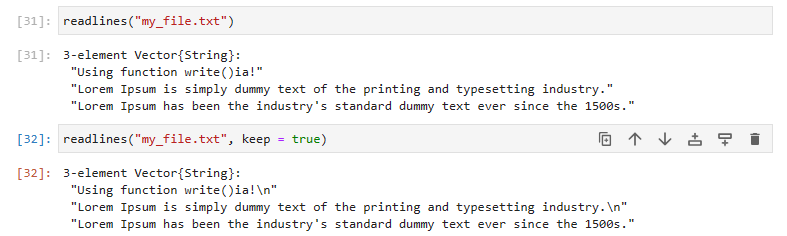 [31]: readlines("my_file.txt")
[31]: 3-element Vector{String}:
"Using function write()ia!"
"Lorem Ipsum is simply dummy text of the printing and typesetting industry."
"Lorem Ipsum has been the industry's standard dummy text ever since the 1500s."
[32]: readlines("my_file.txt", keep = true)
[32]: 3-element Vector{String}:
"Using function write()ia!\n"
"Lorem Ipsum is simply dummy text of the printing and typesetting industry.\n"
"Lorem Ipsum has been the industry's standard dummy text ever since the 1500s."